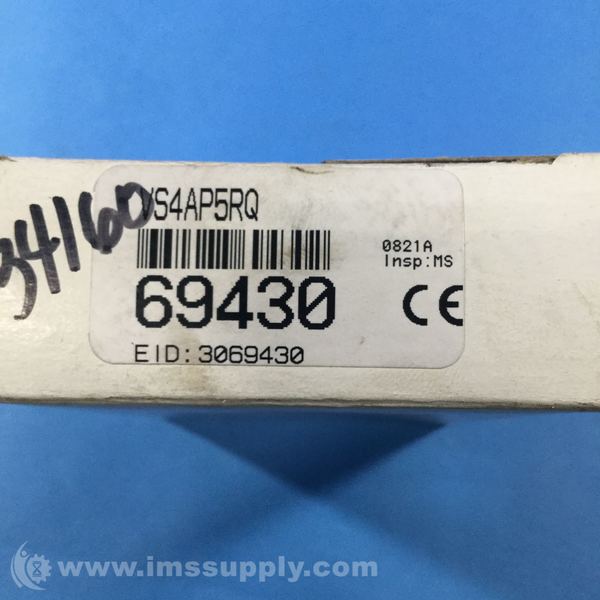 34160
VS4AP5RQ
0821A
Insp:MS
69430
CE
EID: 3069430
www.imssupply.com